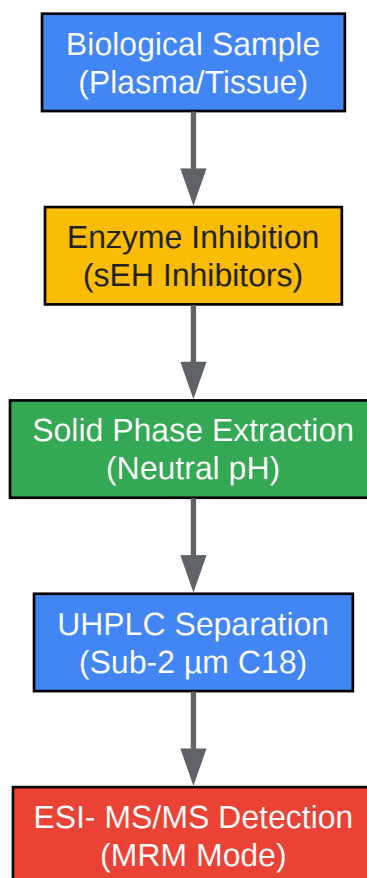 Biological Sample
(Plasma/Tissue)
Enzyme Inhibition
(sEH Inhibitors)
Solid Phase Extraction
(Neutral pH)
UHPLC Separation
(Sub-2 µm C18)
ESI- MS/MS Detection
(MRM Mode)